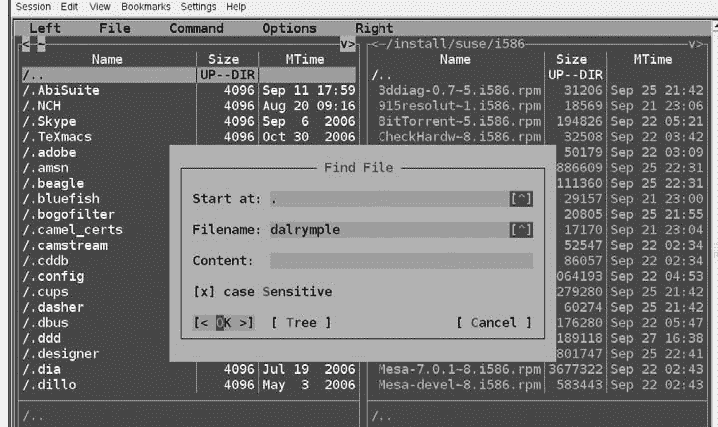 Session Edit View Bookmarks Settings Help
Left File Command Options Right
<-~ v> <-/install/suse/i586 v>
Name Size MTime Name Size MTime
/.. UP--DIR /.. UP--DIR
/.AbiSuite 4096 Sep 11 17:59 3ddiag-0.7~5.i586.rpm 31206 Sep 25 21:42
/.NCH 4096 Aug 20 09:16 915resolut~1.i586.rpm 18569 Sep 21 23:06
/.Skype 4096 Sep 6 2006 BitTorrent~5.i586.rpm 194826 Sep 22 05:21
/.TeXmacs 4096 Oct 30 2006 CheckHardw~8.i586.rpm 32508 Sep 22 03:42
/.adobe 50179 Sep 22 03:09
/.amsn 886609 Sep 25 22:31
/.beagle 111360 Sep 25 22:31
/.bluefish 29157 Sep 21 23:00
/.bogofilter 20805 Sep 25 21:55
/.camel_certs 17170 Sep 21 23:04
/.camstream 52547 Sep 22 02:34
/.cddb 86057 Sep 22 02:34
/.config 064193 Sep 22 04:53
/.cups 279280 Sep 25 21:42
/.dasher 60274 Sep 25 21:42
/.dbus 176280 Sep 22 05:47
/.ddd 189118 Sep 27 16:38
/.designer 801747 Sep 25 22:41
/.dia 4096 Jul 19 2006 Mesa-7.0.1~8.i586.rpm 3677322 Sep 22 02:43
/.dillo 4096 May 3 2006 Mesa-devel~8.i586.rpm 583443 Sep 22 02:43
/.. /..
Find File
Start at: . [^]
Filename: dalrymple [^]
Content:
[x] case Sensitive
[< OK >] [ Tree ] [ Cancel ]